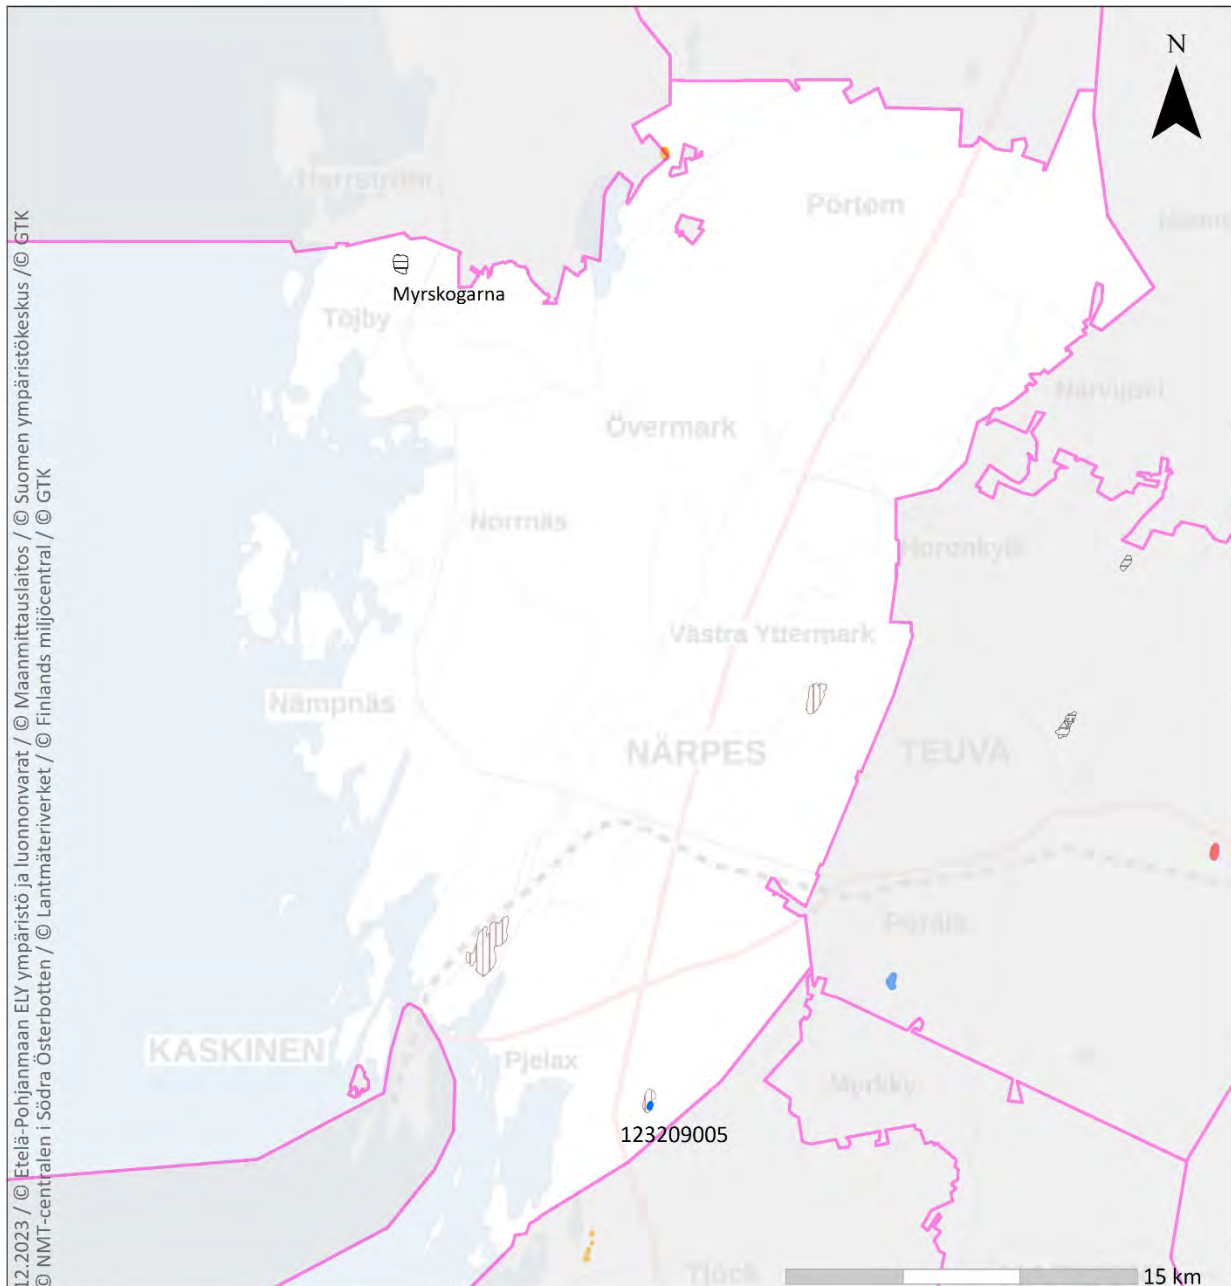 N
Herrström
Pörtom
Myrskogarna
Töjby
Närvijoki
Övermark
Norrnäs
Horonkylä
Västra Yttermark
Nämpnäs
NÄRPES
TEUVA
Perälä
KASKINEN
Pjelax
Myrkky
123209005
Tjöck
15 km
12.2023 / © Etelä-Pohjanmaan ELY ympäristö ja luonnonvarat / © Maanmittauslaitos / © Suomen ympäristökeskus /© GTK
© NMT-centralen i Södra Österbotten / © Lantmäteriverket / © Finlands miljöcentral / © GTK